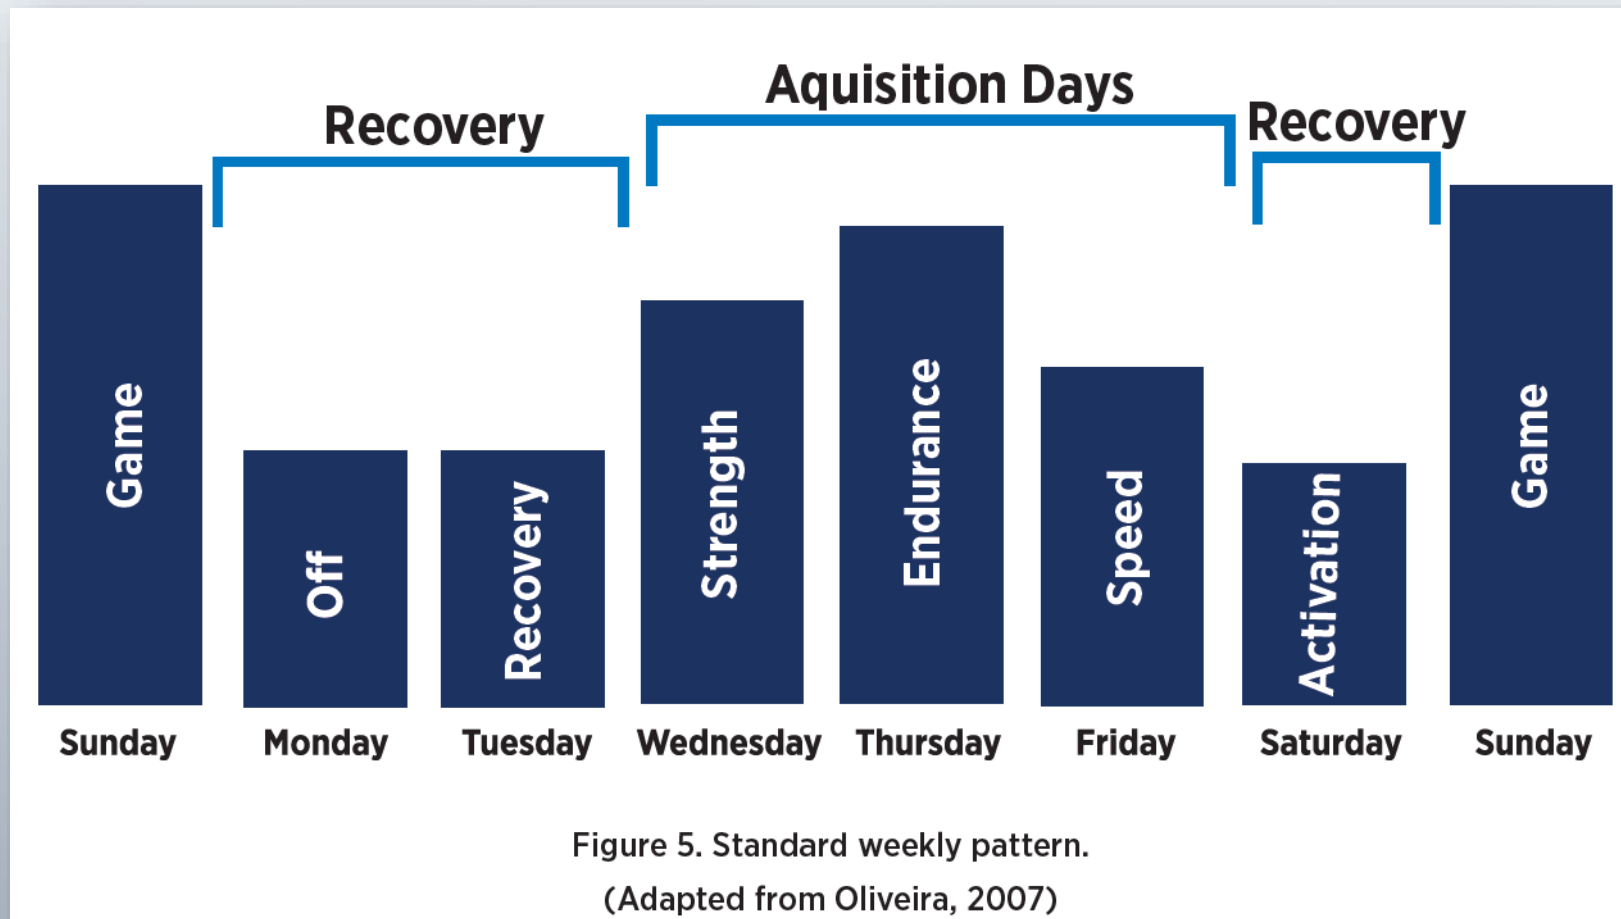 Aquisition Days
Recovery
Recovery
Game
Off
Recovery
Strength
Endurance
Speed
Activation
Game
Sunday
Monday
Tuesday
Wednesday
Thursday
Friday
Saturday
Sunday
Figure 5. Standard weekly pattern.
(Adapted from Oliveira, 2007)